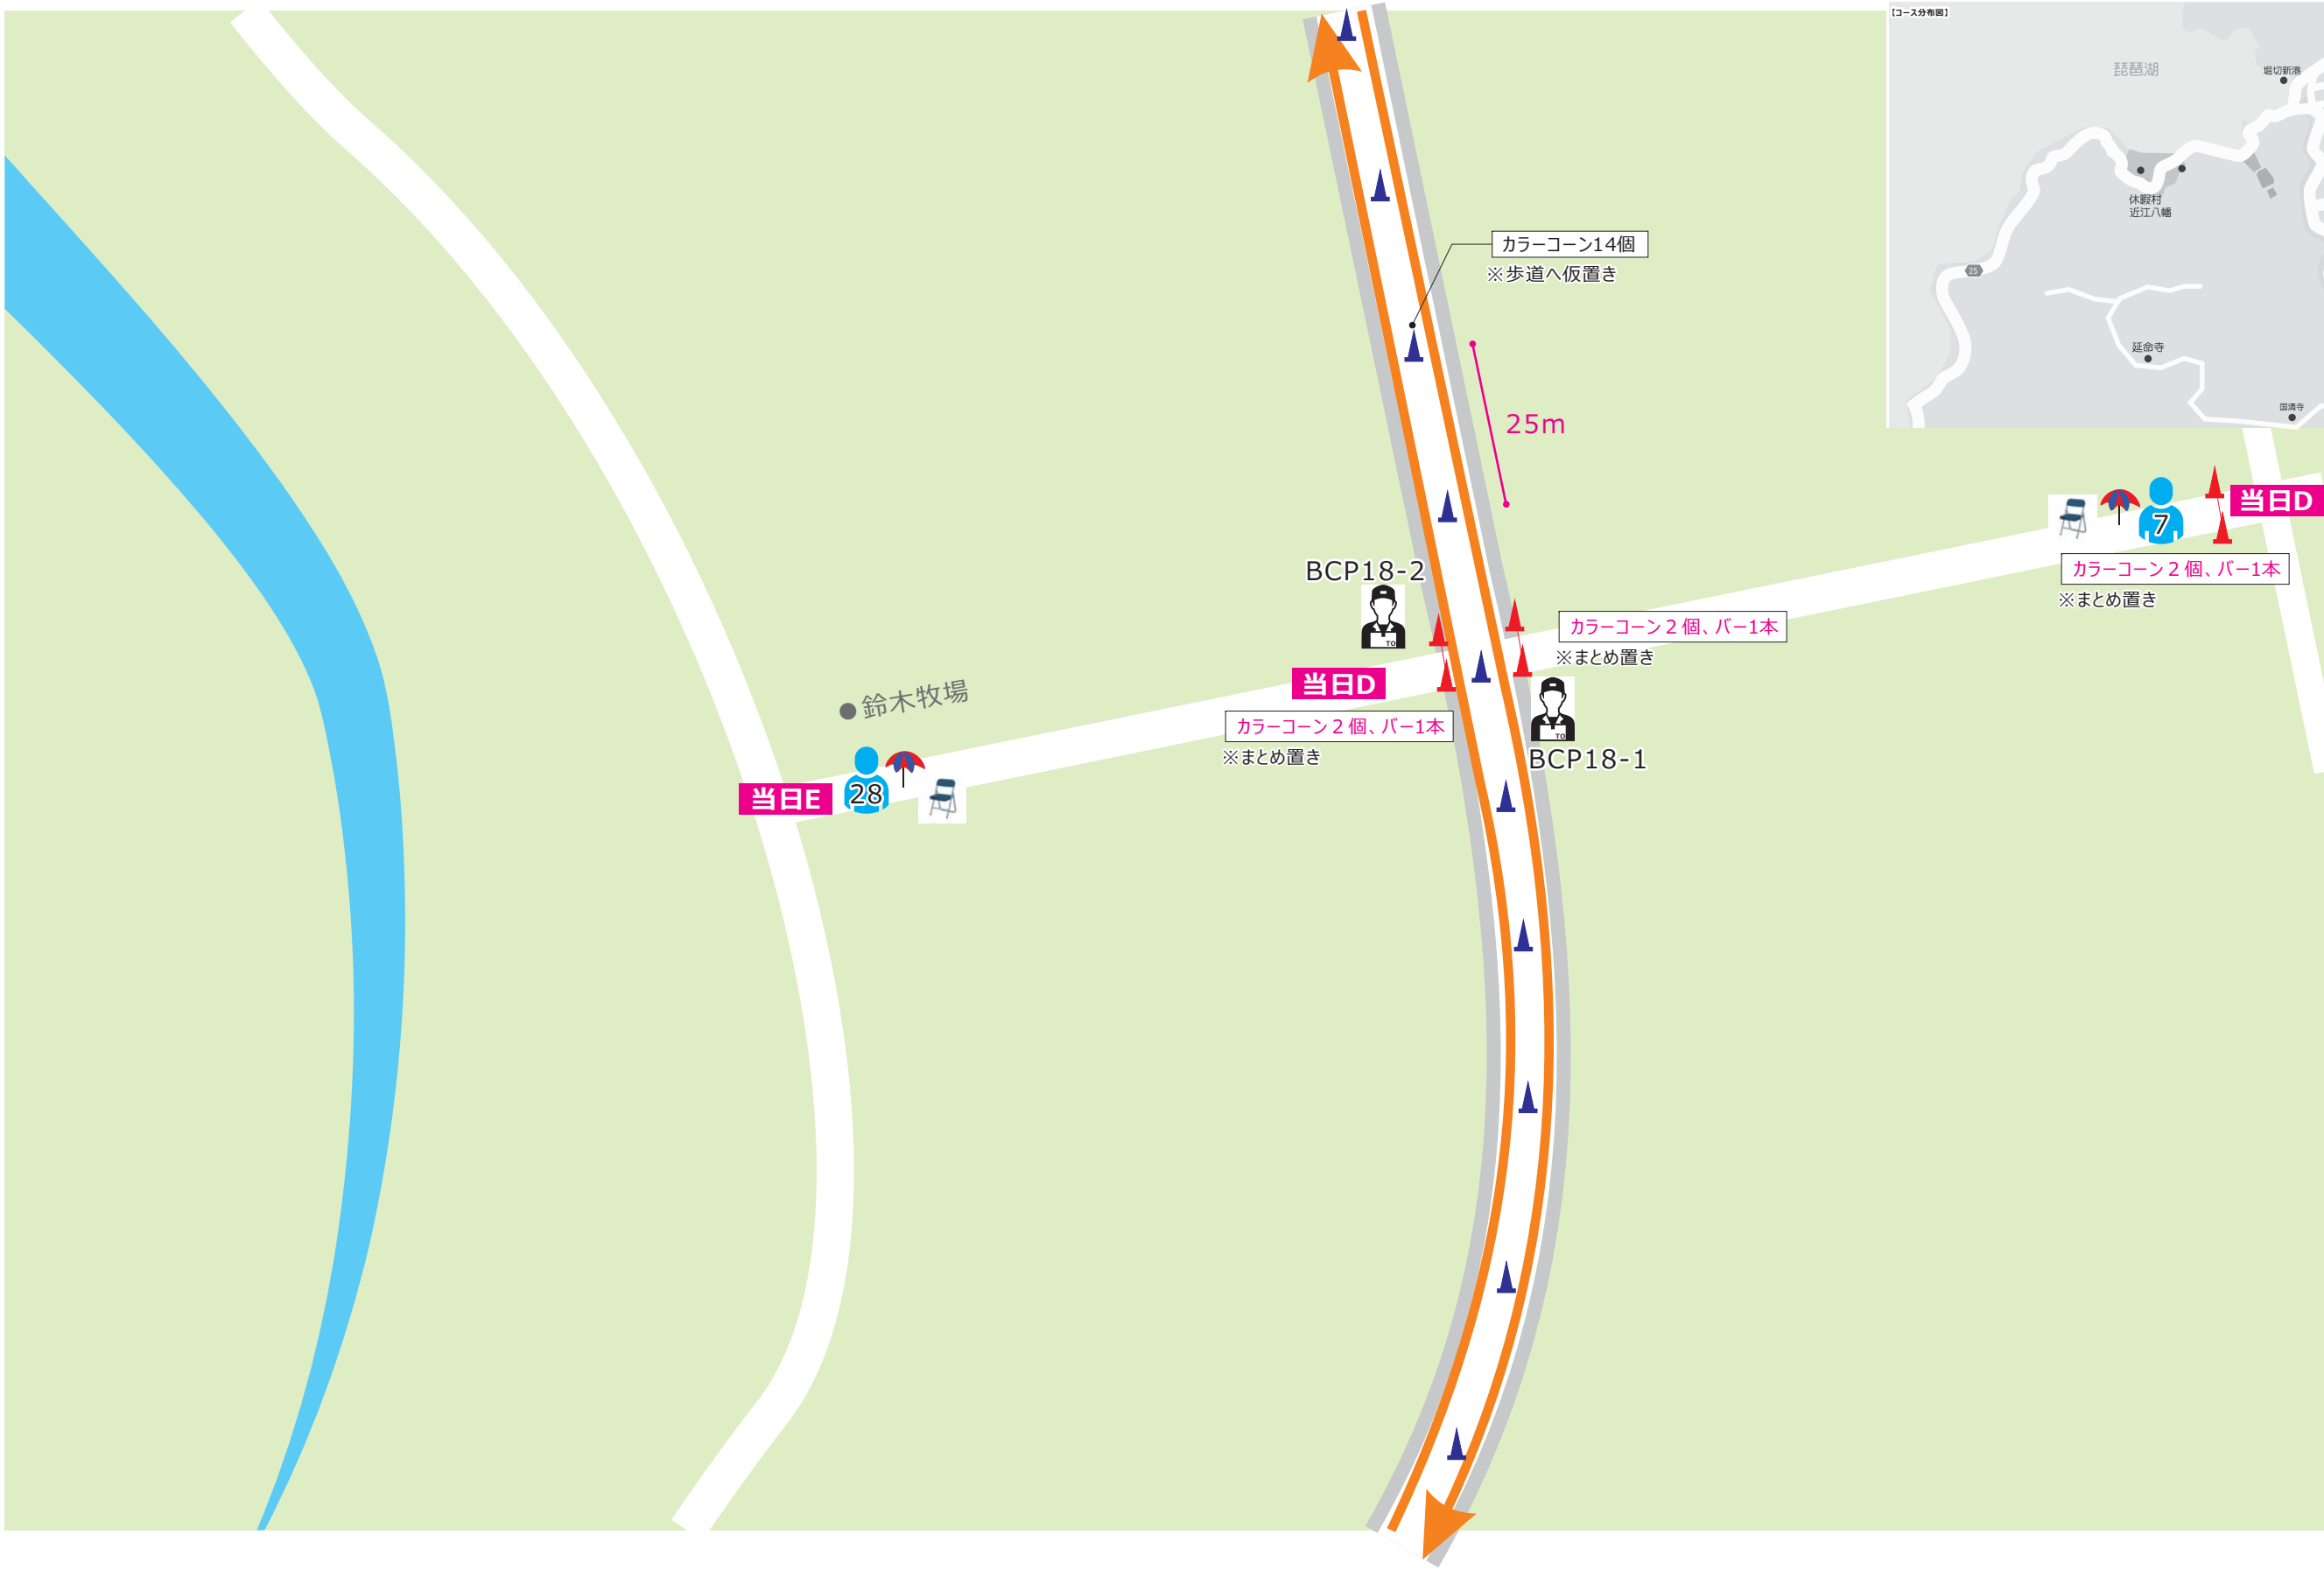 【コース分布図】
琵琶湖
堀切新港
休暇村
近江八幡
25
延命寺
国清寺
カラーコーン14個
※歩道へ仮置き
25m
当日D
7
カラーコーン２個、バー1本
※まとめ置き
BCP18-2
TO
カラーコーン２個、バー1本
※まとめ置き
当日D
カラーコーン２個、バー1本
※まとめ置き
TO
BCP18-1
鈴木牧場
当日E
28